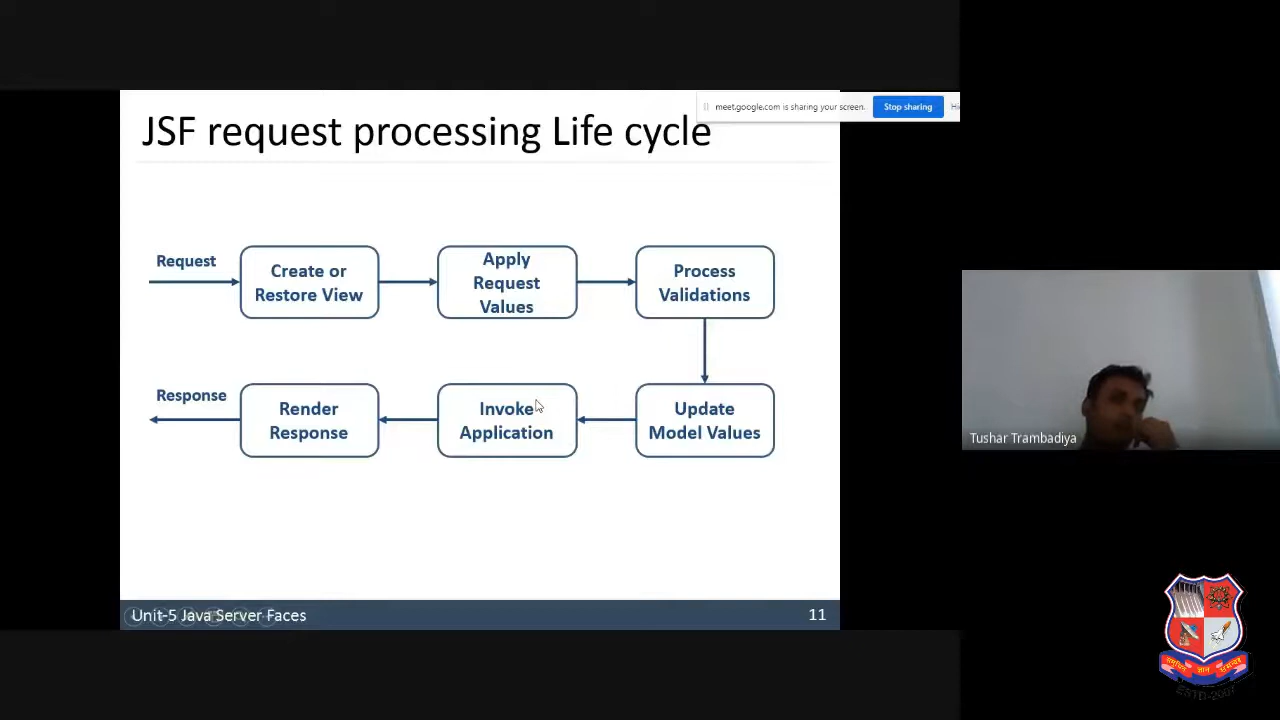 meet.google.com is sharing your screen.
Stop sharing
JSF request processing Life cycle
Request
Create or
Restore View
Apply
Request
Values
Process
Validations
Response
Render
Response
Invoke
Application
Update
Model Values
Tushar Trambadiya
Unit-5 Java Server Faces
11